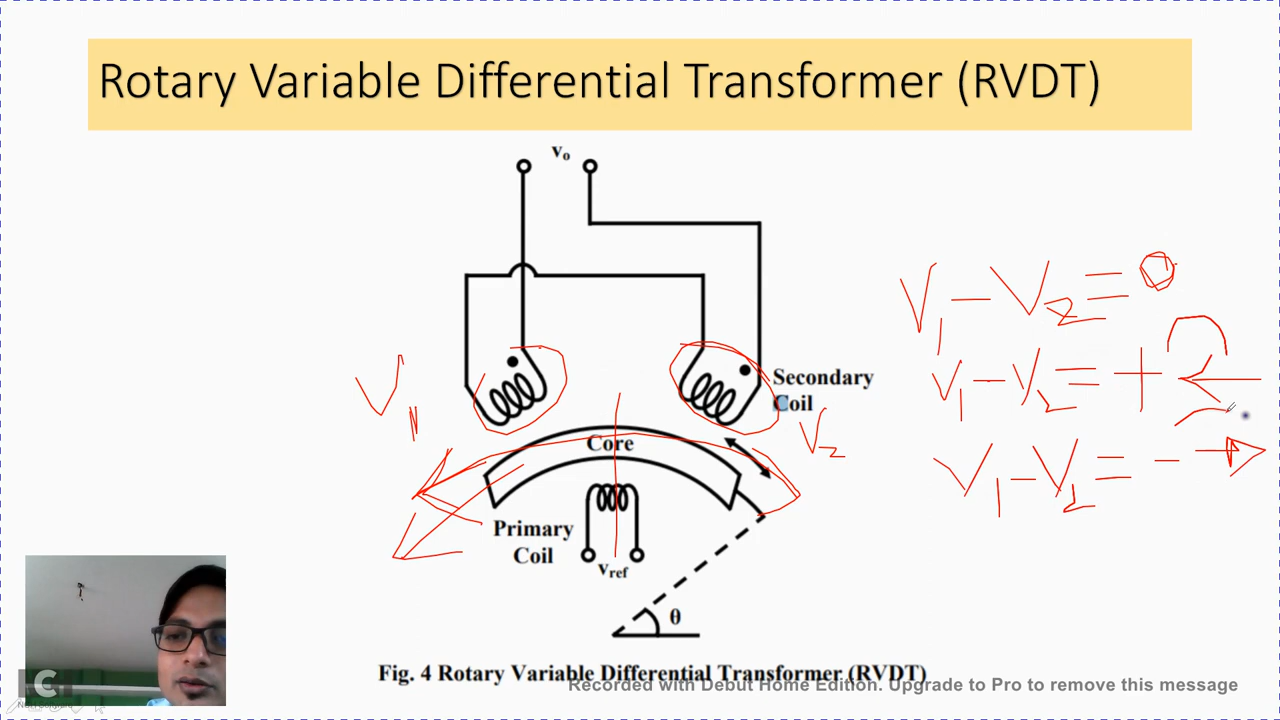 Rotary Variable Differential Transformer (RVDT)
vo
V1 - V2 = 0
V1 - V2 = +
Secondary
Coil
V1
V2
Core
V1 - V2 = -
Primary
Coil
vref
θ
Fig. 4 Rotary Variable Differential Transformer (RVDT)
Recorded with Debut Home Edition. Upgrade to Pro to remove this message